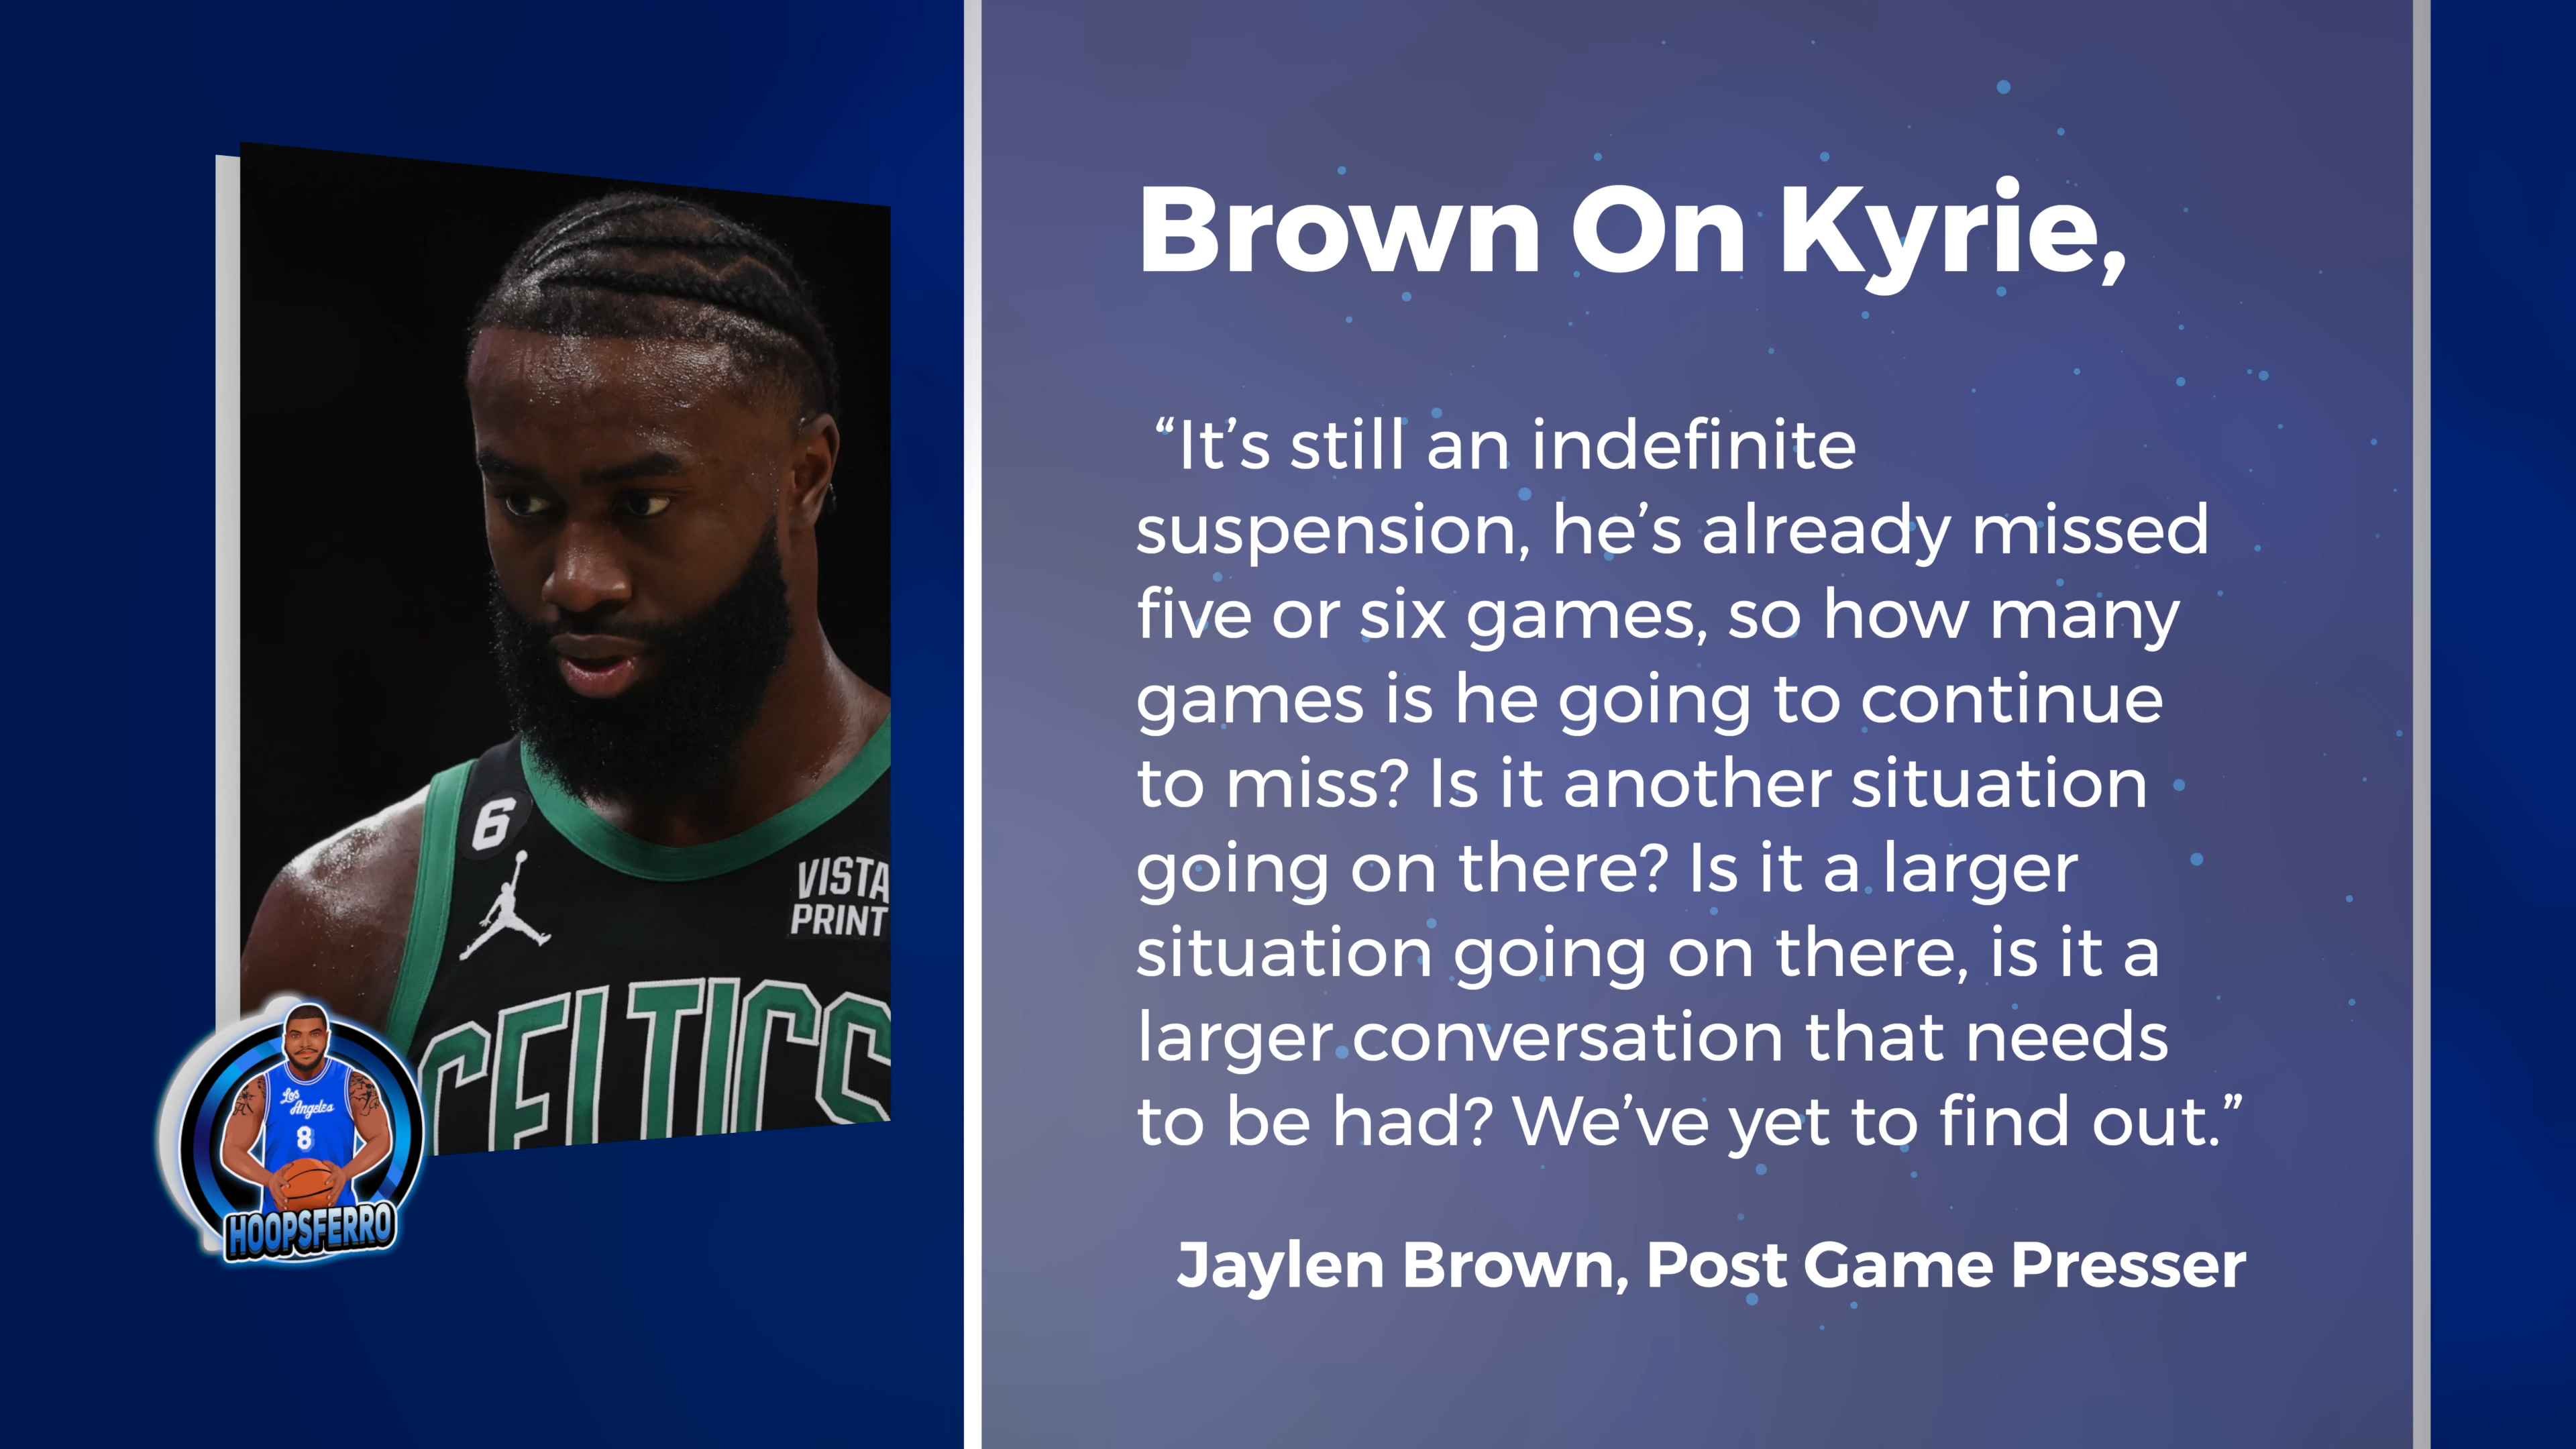 Brown On Kyrie,
“It’s still an indefinite
suspension, he’s already missed
five or six games, so how many
games is he going to continue
to miss? Is it another situation
going on there? Is it a larger
situation going on there, is it a
larger conversation that needs
to be had? We’ve yet to find out.”
Jaylen Brown, Post Game Presser
6
VISTA
PRINT
CELTICS
Los
Angeles
8
HOOPSFERRO